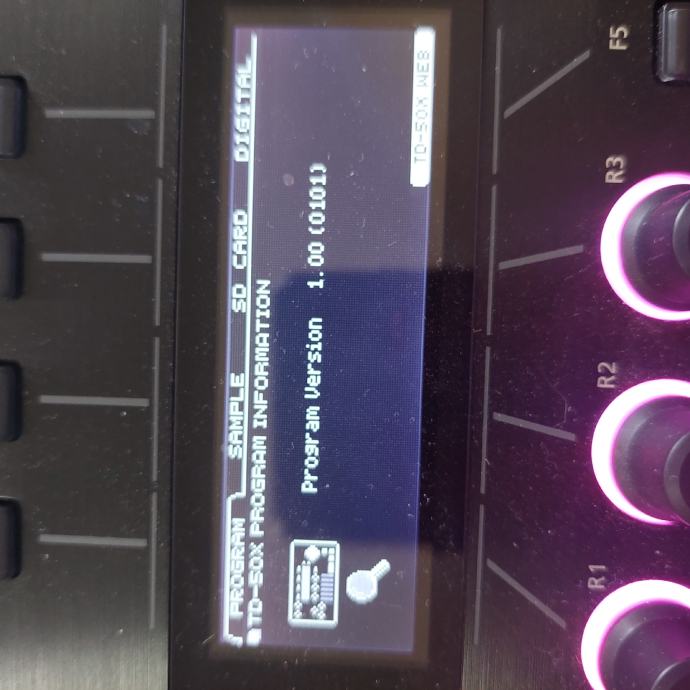 PROGRAM SAMPLE SD CARD DIGITAL
TD-50X PROGRAM INFORMATION
Program Version 1.00 (0101)
TD-50X WEB
R1 R2 R3 F5